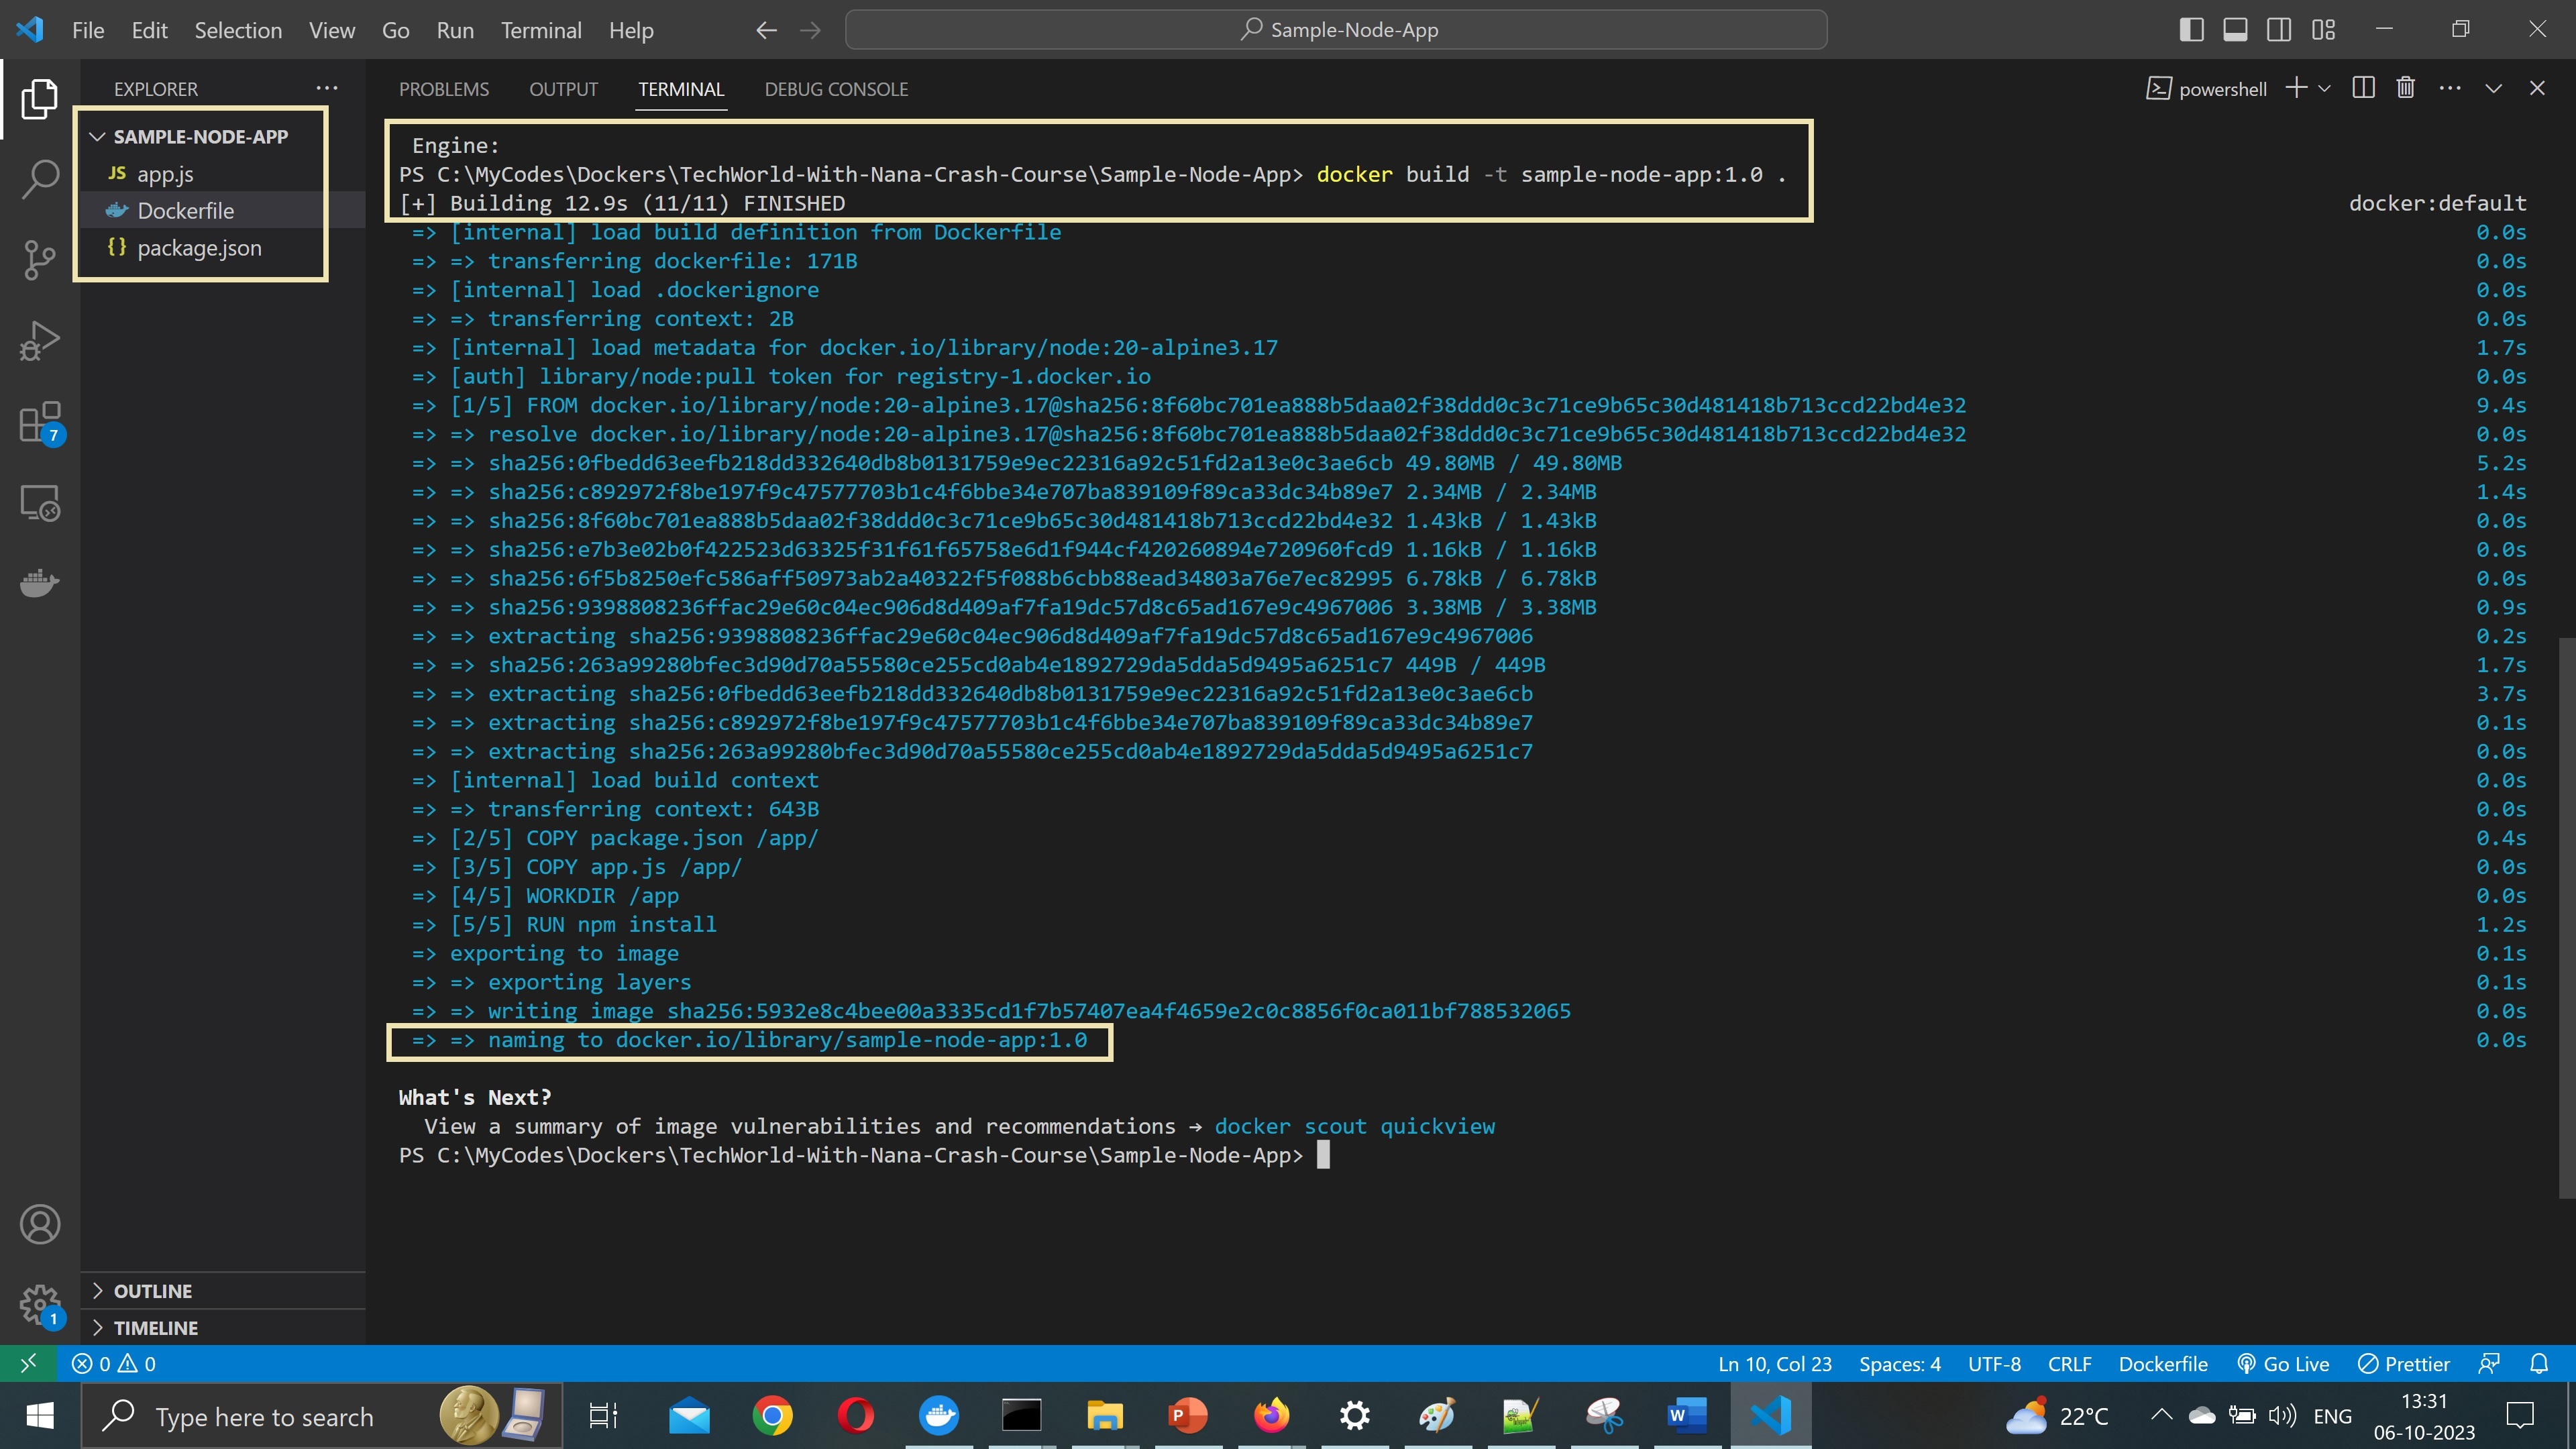 File Edit Selection View Go Run Terminal Help
Sample-Node-App
EXPLORER
SAMPLE-NODE-APP
JS app.js
Dockerfile
{} package.json
7
1
OUTLINE
TIMELINE
PROBLEMS OUTPUT TERMINAL DEBUG CONSOLE
powershell
Engine:
PS C:\MyCodes\Dockers\TechWorld-With-Nana-Crash-Course\Sample-Node-App> docker build -t sample-node-app:1.0 .
[+] Building 12.9s (11/11) FINISHED docker:default
=> [internal] load build definition from Dockerfile 0.0s
=> => transferring dockerfile: 171B 0.0s
=> [internal] load .dockerignore 0.0s
=> => transferring context: 2B 0.0s
=> [internal] load metadata for docker.io/library/node:20-alpine3.17 1.7s
=> [auth] library/node:pull token for registry-1.docker.io 0.0s
=> [1/5] FROM docker.io/library/node:20-alpine3.17@sha256:8f60bc701ea888b5daa02f38ddd0c3c71ce9b65c30d481418b713ccd22bd4e32 9.4s
=> => resolve docker.io/library/node:20-alpine3.17@sha256:8f60bc701ea888b5daa02f38ddd0c3c71ce9b65c30d481418b713ccd22bd4e32 0.0s
=> => sha256:0fbedd63eefb218dd332640db8b0131759e9ec22316a92c51fd2a13e0c3ae6cb 49.80MB / 49.80MB 5.2s
=> => sha256:c892972f8be197f9c47577703b1c4f6bbe34e707ba839109f89ca33dc34b89e7 2.34MB / 2.34MB 1.4s
=> => sha256:8f60bc701ea888b5daa02f38ddd0c3c71ce9b65c30d481418b713ccd22bd4e32 1.43kB / 1.43kB 0.0s
=> => sha256:e7b3e02b0f422523d63325f31f61f65758e6d1f944cf420260894e720960fcd9 1.16kB / 1.16kB 0.0s
=> => sha256:6f5b8250efc586aff50973ab2a40322f5f088b6cbb88ead34803a76e7ec82995 6.78kB / 6.78kB 0.0s
=> => sha256:9398808236ffac29e60c04ec906d8d409af7fa19dc57d8c65ad167e9c4967006 3.38MB / 3.38MB 0.9s
=> => extracting sha256:9398808236ffac29e60c04ec906d8d409af7fa19dc57d8c65ad167e9c4967006 0.2s
=> => sha256:263a99280bfec3d90d70a55580ce255cd0ab4e1892729da5dda5d9495a6251c7 449B / 449B 1.7s
=> => extracting sha256:0fbedd63eefb218dd332640db8b0131759e9ec22316a92c51fd2a13e0c3ae6cb 3.7s
=> => extracting sha256:c892972f8be197f9c47577703b1c4f6bbe34e707ba839109f89ca33dc34b89e7 0.1s
=> => extracting sha256:263a99280bfec3d90d70a55580ce255cd0ab4e1892729da5dda5d9495a6251c7 0.0s
=> [internal] load build context 0.0s
=> => transferring context: 643B 0.0s
=> [2/5] COPY package.json /app/ 0.4s
=> [3/5] COPY app.js /app/ 0.0s
=> [4/5] WORKDIR /app 0.0s
=> [5/5] RUN npm install 1.2s
=> exporting to image 0.1s
=> => exporting layers 0.1s
=> => writing image sha256:5932e8c4bee00a3335cd1f7b57407ea4f4659e2c0c8856f0ca011bf788532065 0.0s
=> => naming to docker.io/library/sample-node-app:1.0 0.0s
What's Next?
View a summary of image vulnerabilities and recommendations → docker scout quickview
PS C:\MyCodes\Dockers\TechWorld-With-Nana-Crash-Course\Sample-Node-App>
0 0 Ln 10, Col 23 Spaces: 4 UTF-8 CRLF Dockerfile Go Live Prettier
Type here to search
22°C ENG
13:31
06-10-2023